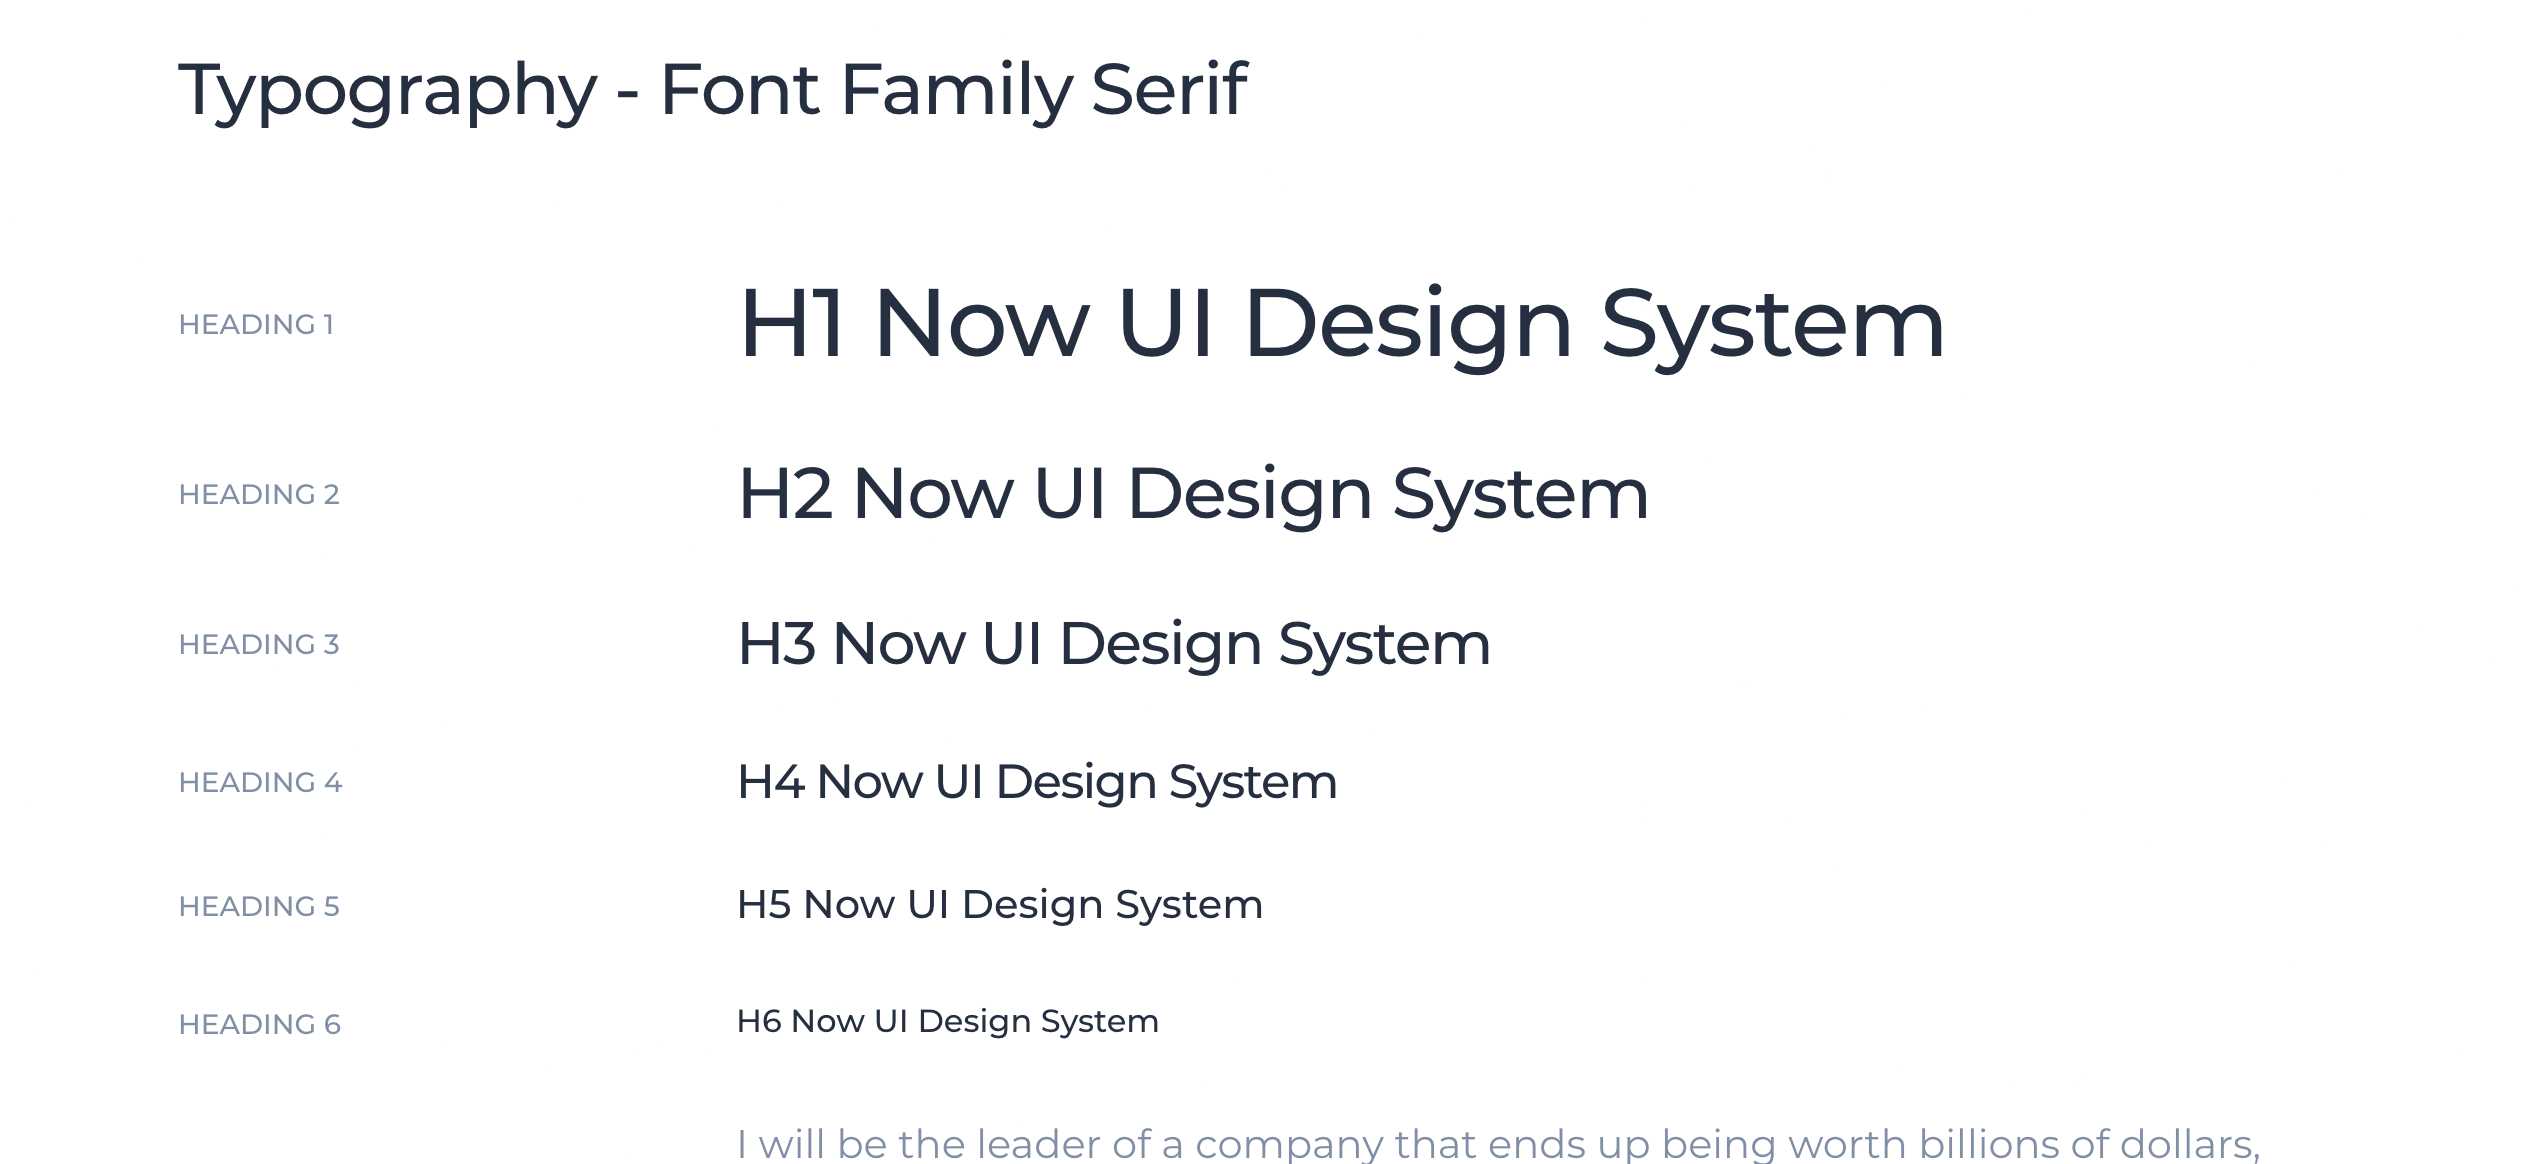 Typography - Font Family Serif
HEADING 1
H1 Now UI Design System
HEADING 2
H2 Now UI Design System
HEADING 3
H3 Now UI Design System
HEADING 4
H4 Now UI Design System
HEADING 5
H5 Now UI Design System
HEADING 6
H6 Now UI Design System
I will be the leader of a company that ends up being worth billions of dollars,